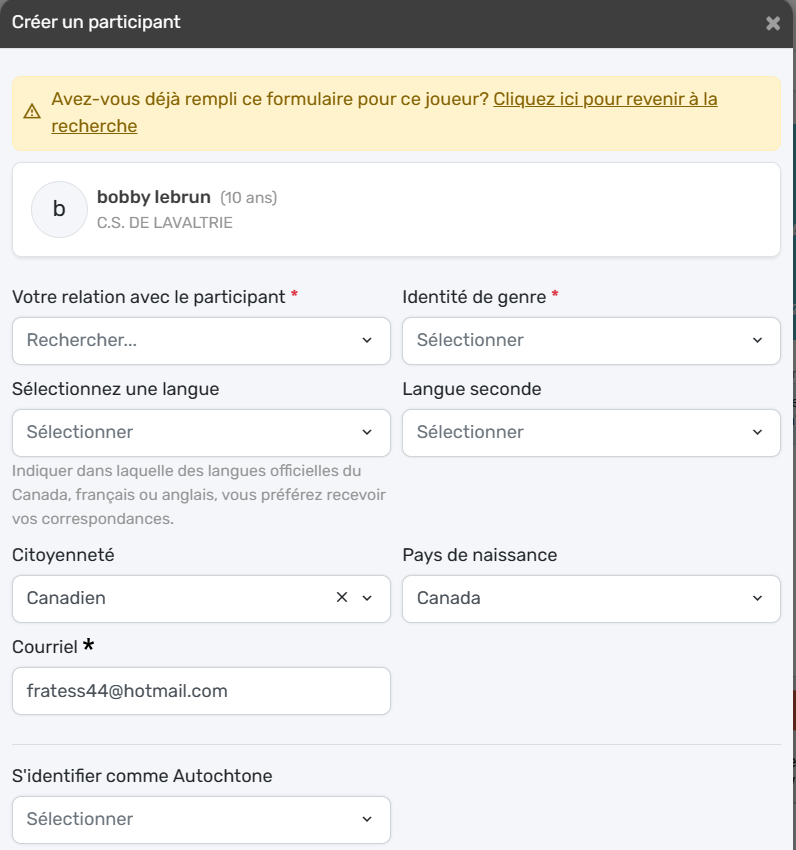 Créer un participant
Avez-vous déjà rempli ce formulaire pour ce joueur? Cliquez ici pour revenir à la
recherche
b
bobby lebrun (10 ans)
C.S. DE LAVALTRIE
Votre relation avec le participant *
Identité de genre *
Rechercher...
Sélectionner
Sélectionnez une langue
Langue seconde
Sélectionner
Sélectionner
Indiquer dans laquelle des langues officielles du
Canada, français ou anglais, vous préférez recevoir
vos correspondances.
Citoyenneté
Pays de naissance
Canadien
Canada
Courriel *
fratess44@hotmail.com
S'identifier comme Autochtone
Sélectionner